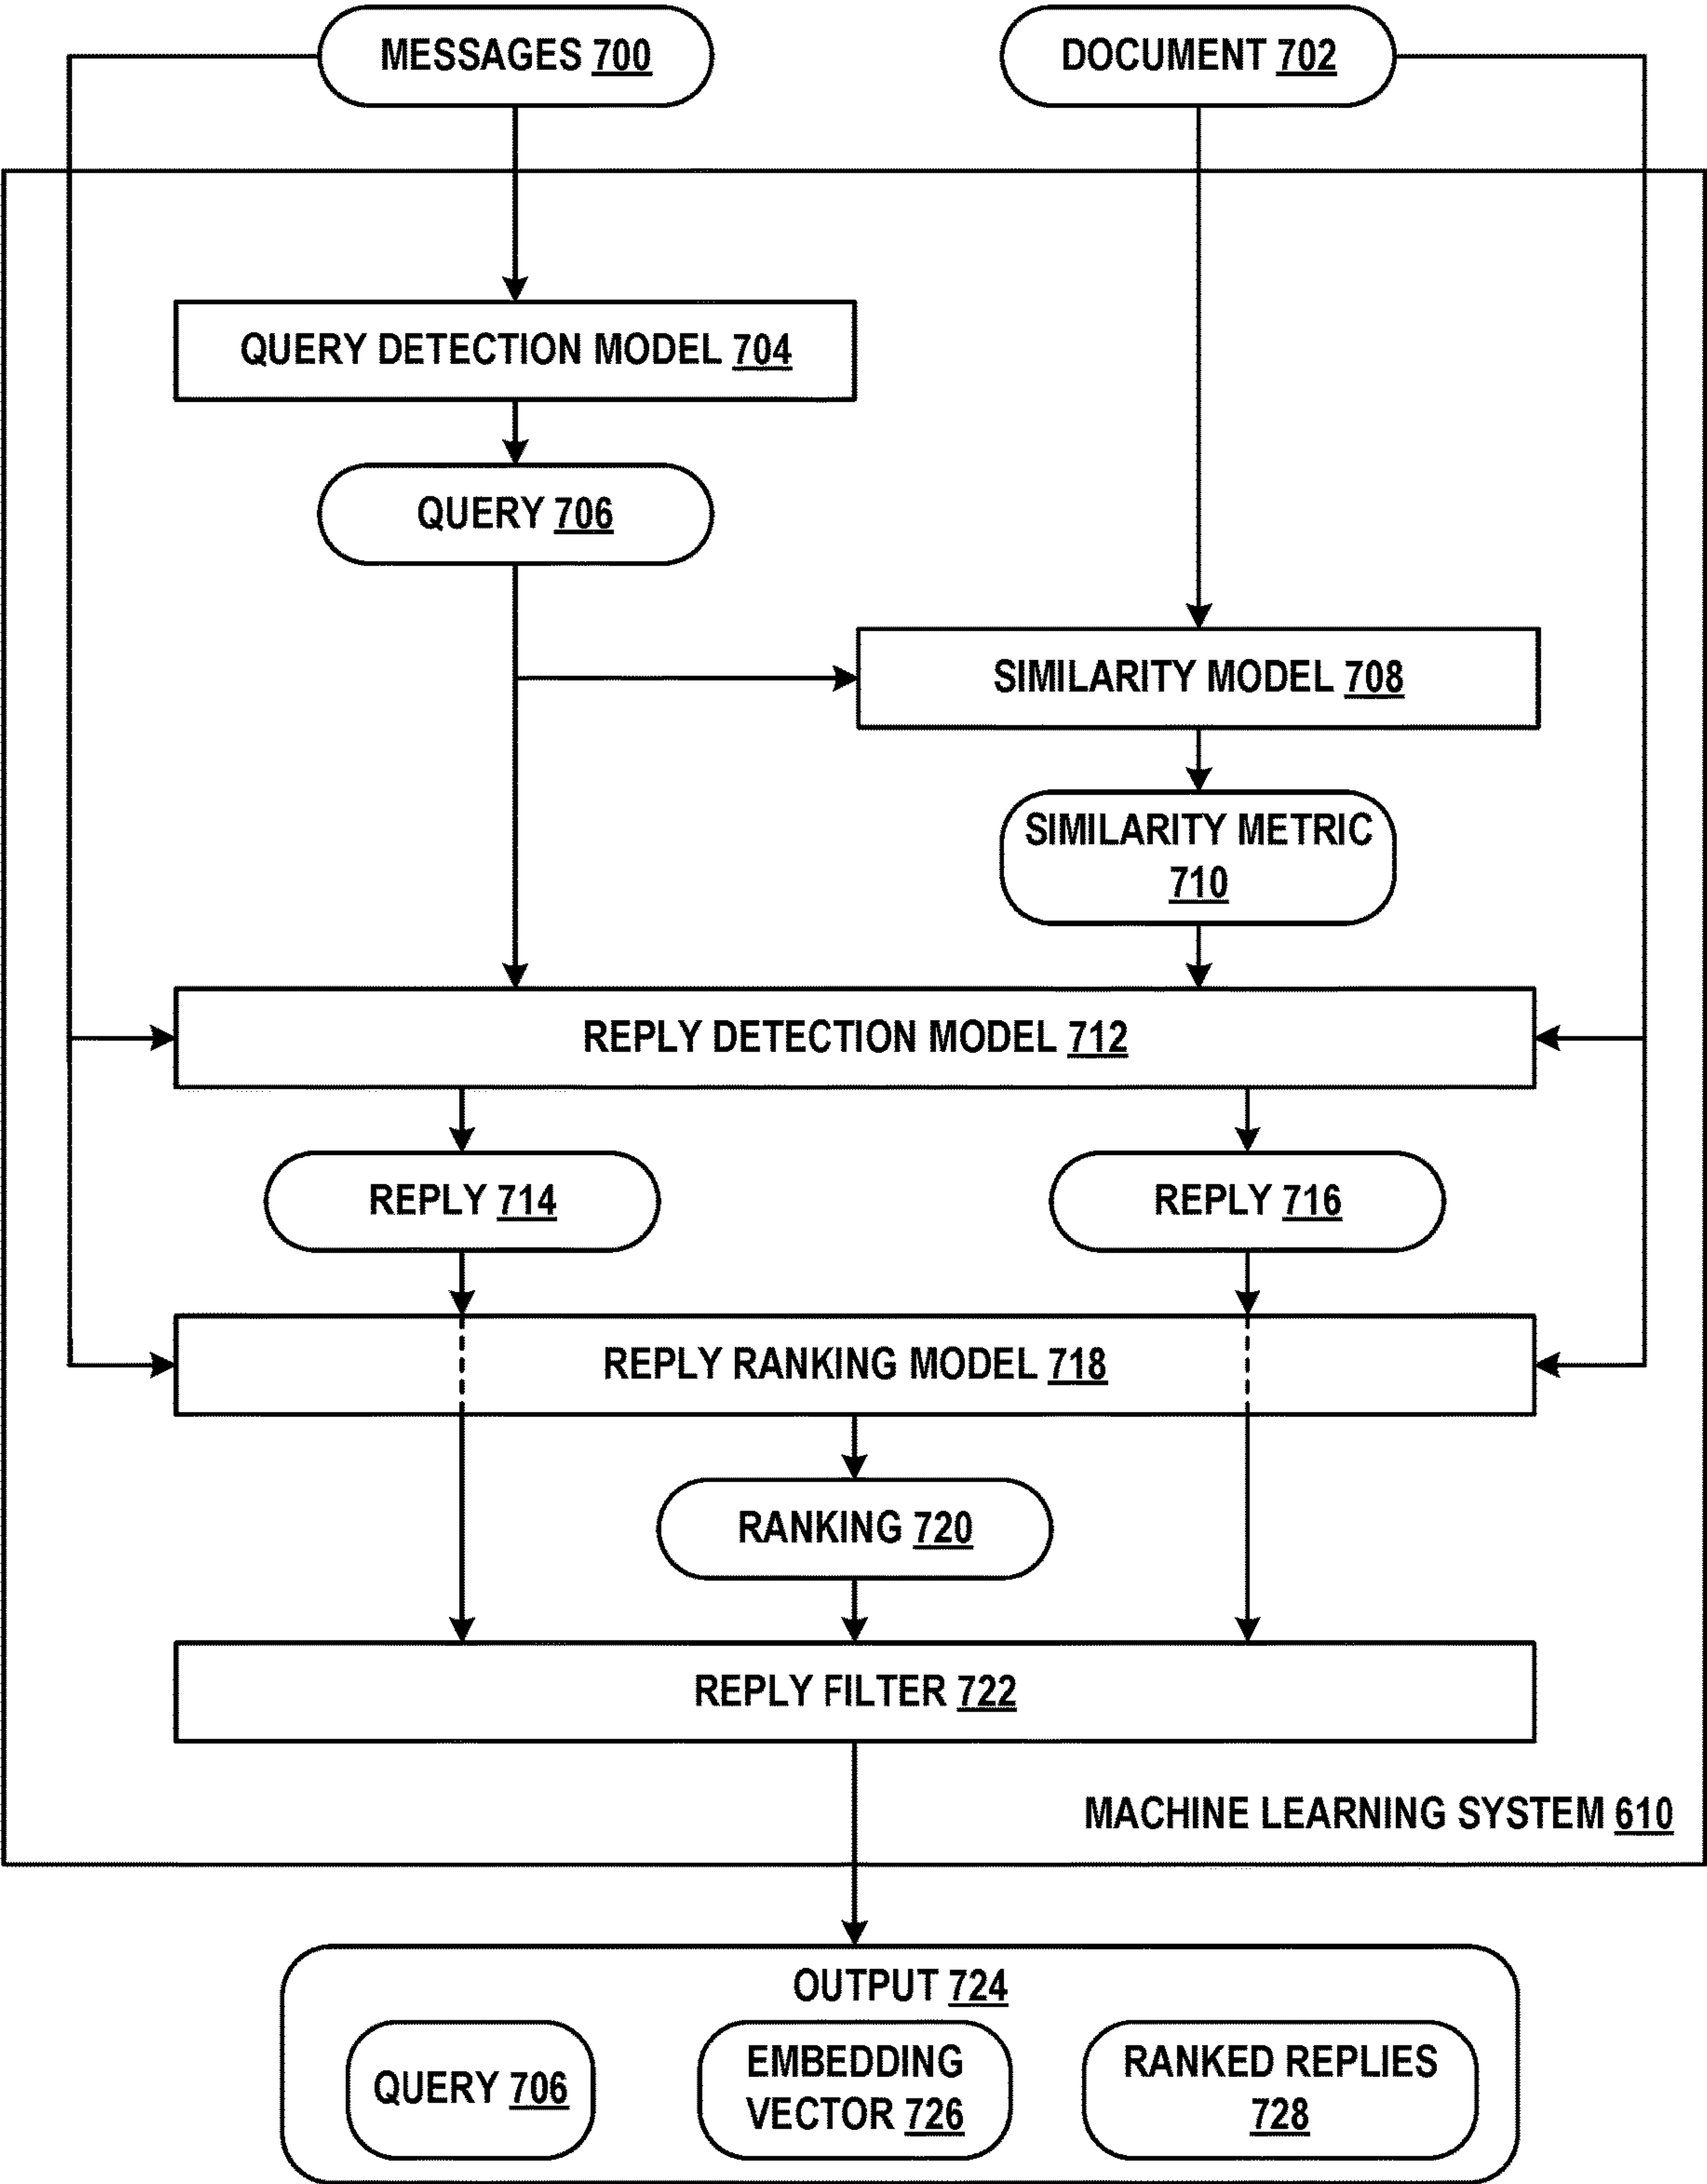 MESSAGES 700
DOCUMENT 702
QUERY DETECTION MODEL 704
QUERY 706
SIMILARITY MODEL 708
SIMILARITY METRIC
710
REPLY DETECTION MODEL 712
REPLY 714
REPLY 716
REPLY RANKING MODEL 718
RANKING 720
REPLY FILTER 722
MACHINE LEARNING SYSTEM 610
OUTPUT 724
QUERY 706
EMBEDDING
VECTOR 726
RANKED REPLIES
728